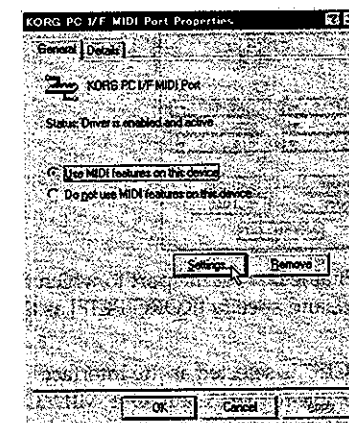 KORG PC I/F MIDI Port Properties
General Details
KORG PC I/F MIDI Port
Status: Driver is enabled and active
Use MIDI features on this device
Do not use MIDI features on this device
Settings... Remove
OK Cancel Apply